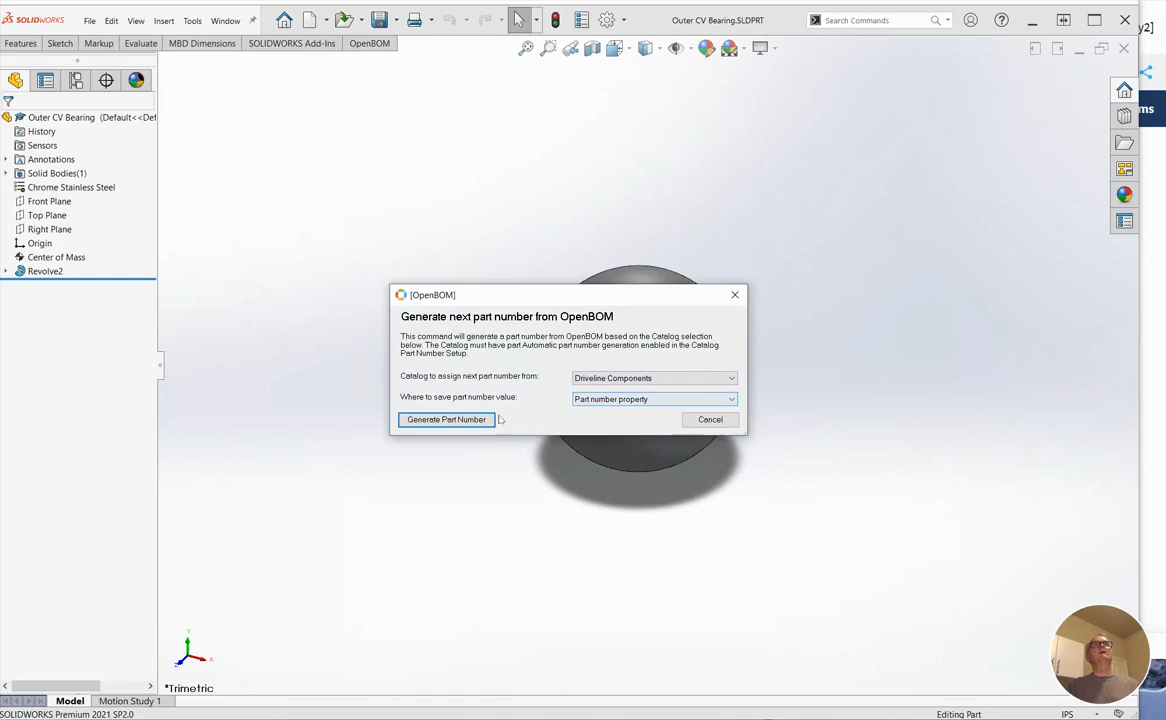 SOLIDWORKS File Edit View Insert Tools Window Outer CV Bearing.SLDPRT Search Commands
y2]
Features Sketch Markup Evaluate MBD Dimensions SOLIDWORKS Add-Ins OpenBOM
ms
Outer CV Bearing (Default<<Def
History
Sensors
Annotations
Solid Bodies(1)
Chrome Stainless Steel
Front Plane
Top Plane
Right Plane
Origin
Center of Mass
Revolve2
[OpenBOM]
Generate next part number from OpenBOM
This command will generate a part number from OpenBOM based on the Catalog selection
below. The Catalog must have part Automatic part number generation enabled in the Catalog
Part Number Setup.
Catalog to assign next part number from: Driveline Components
Where to save part number value: Part number property
Generate Part Number Cancel
Y
X
Z
*Trimetric
Model Motion Study 1
SOLIDWORKS Premium 2021 SP2.0 Editing Part IPS